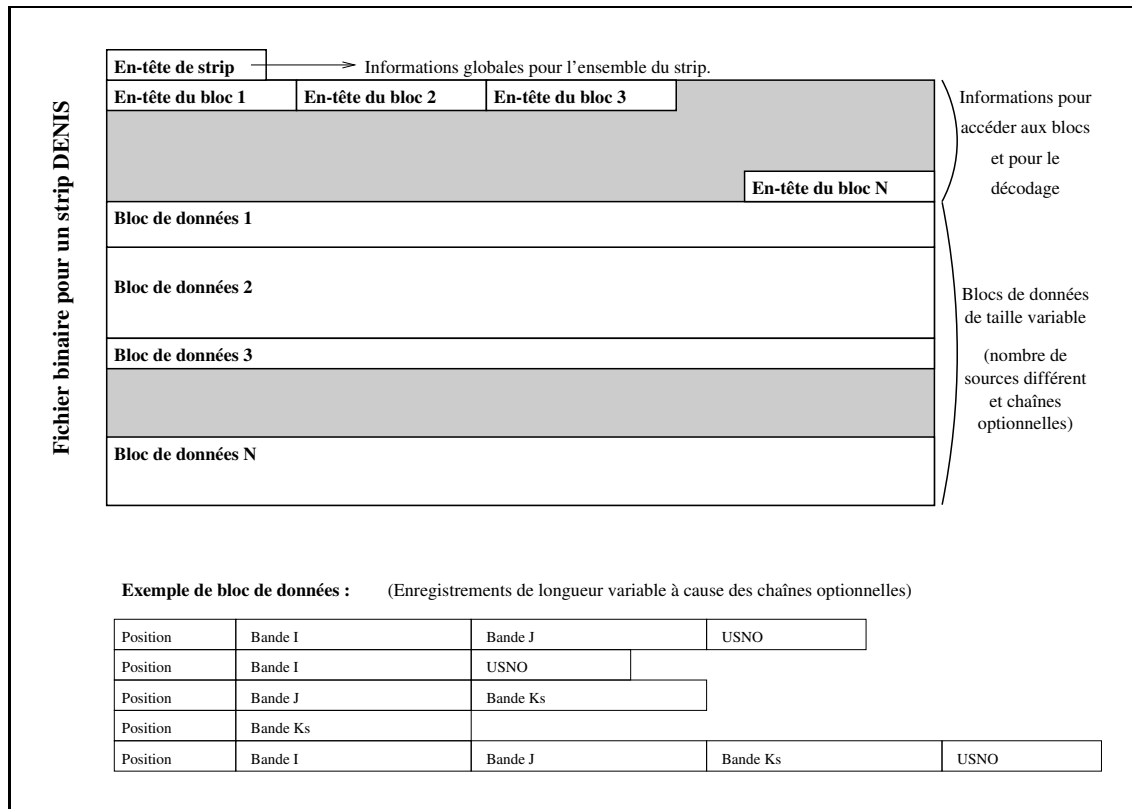 En-tête de strip
Informations globales pour l'ensemble du strip.
En-tête du bloc 1
En-tête du bloc 2
En-tête du bloc 3
En-tête du bloc N
Informations pour
accéder aux blocs
et pour le
décodage
Fichier binaire pour un strip DENIS
Bloc de données 1
Bloc de données 2
Bloc de données 3
Bloc de données N
Blocs de données
de taille variable
(nombre de
sources différent
et chaînes
optionnelles)
Exemple de bloc de données : (Enregistrements de longueur variable à cause des chaînes optionnelles)
Position Bande I Bande J USNO
Position Bande I USNO
Position Bande J Bande Ks
Position Bande Ks
Position Bande I Bande J Bande Ks USNO